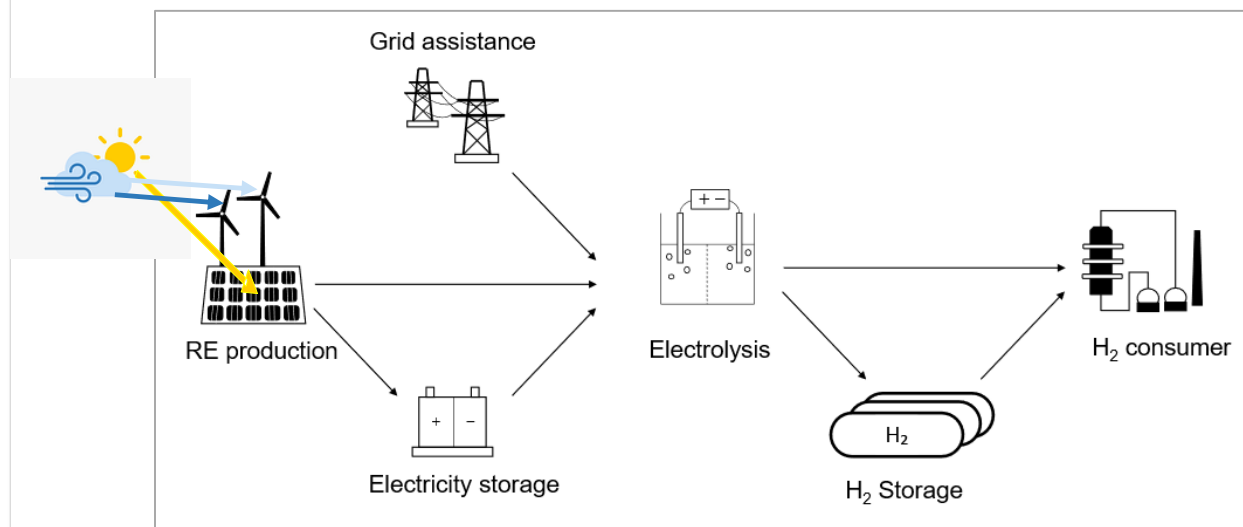 Grid assistance
+ −
RE production
Electrolysis
H₂ consumer
+ −
H₂
Electricity storage
H₂ Storage